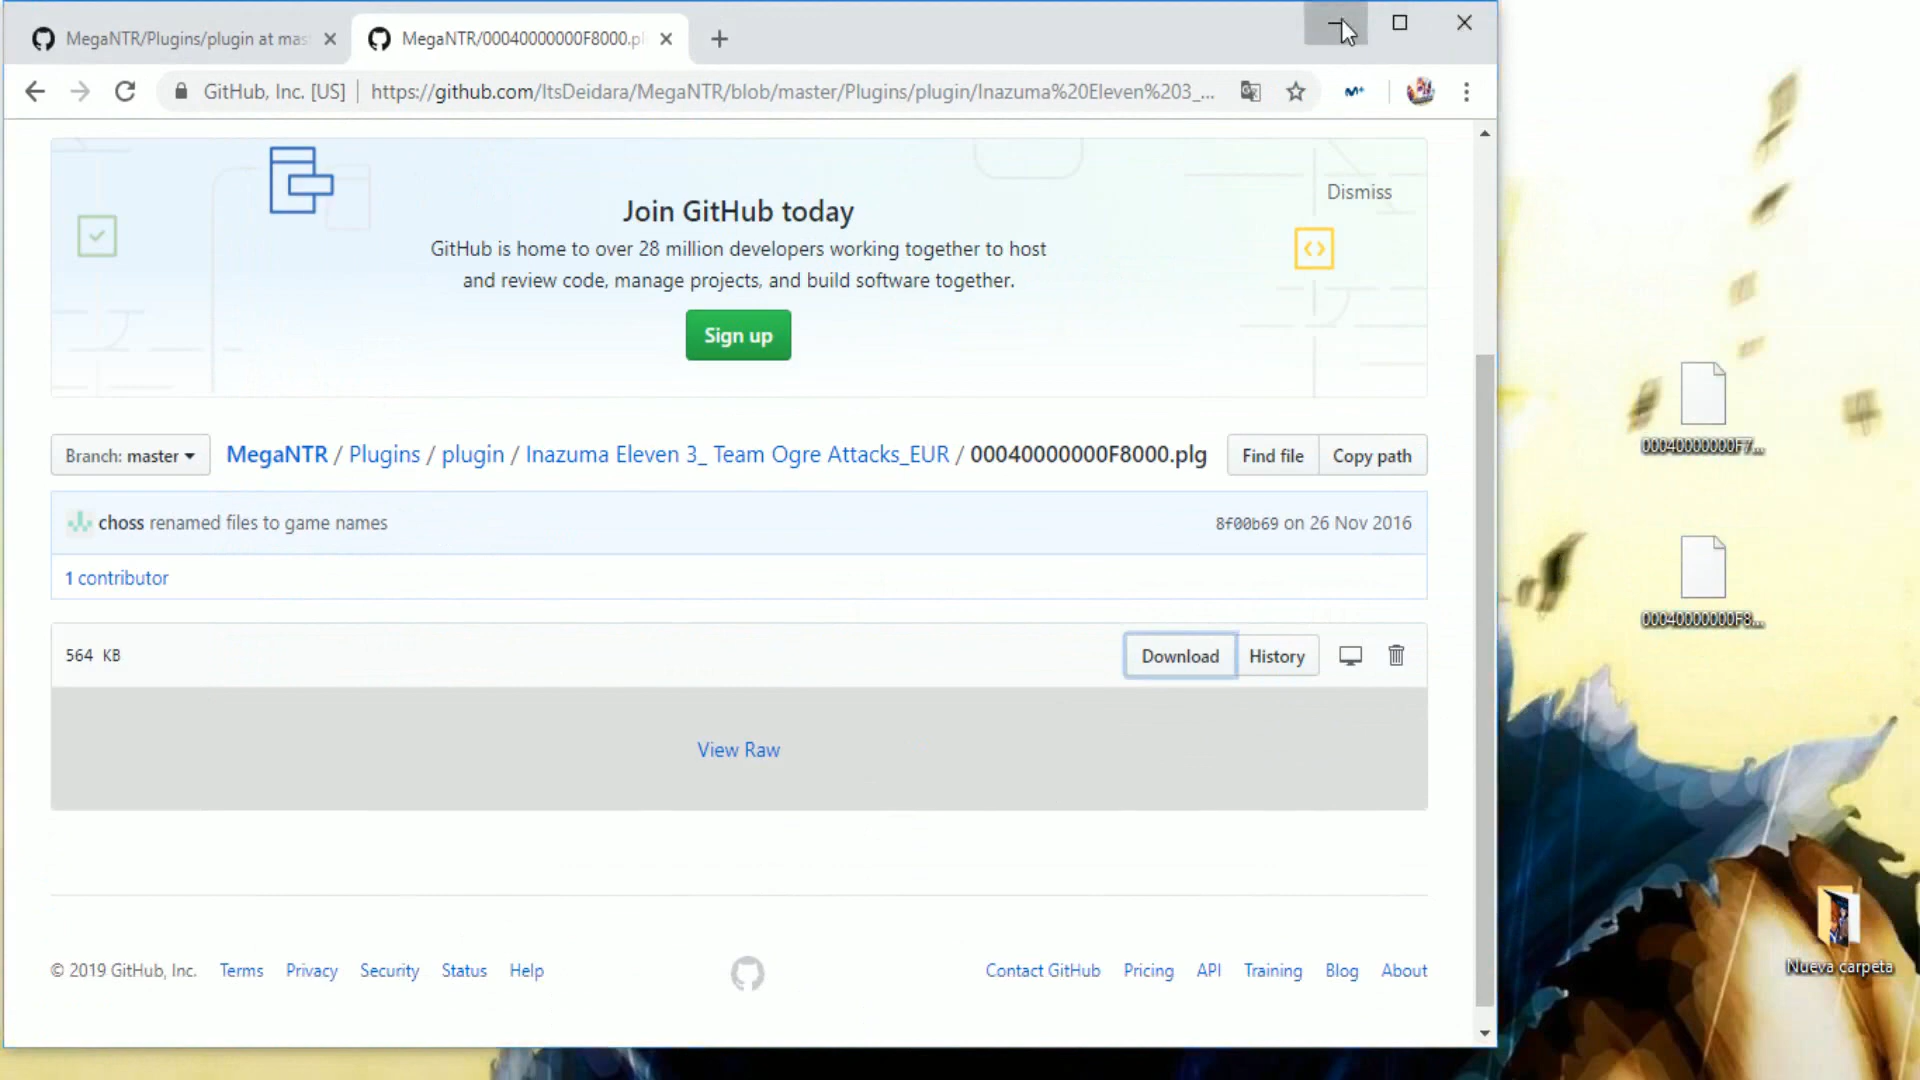 MegaNTR/Plugins/plugin at mas
MegaNTR/00040000000F8000.pl
GitHub, Inc. [US]
https://github.com/ItsDeidara/MegaNTR/blob/master/Plugins/plugin/Inazuma%20Eleven%203_...
Join GitHub today
Dismiss
GitHub is home to over 28 million developers working together to host
and review code, manage projects, and build software together.
Sign up
Branch: master
MegaNTR / Plugins / plugin / Inazuma Eleven 3_ Team Ogre Attacks_EUR / 00040000000F8000.plg
Find file
Copy path
choss renamed files to game names
8f00b69 on 26 Nov 2016
1 contributor
564 KB
Download
History
View Raw
© 2019 GitHub, Inc.
Terms
Privacy
Security
Status
Help
Contact GitHub
Pricing
API
Training
Blog
About
00040000000F7...
00040000000F8...
Nueva carpeta